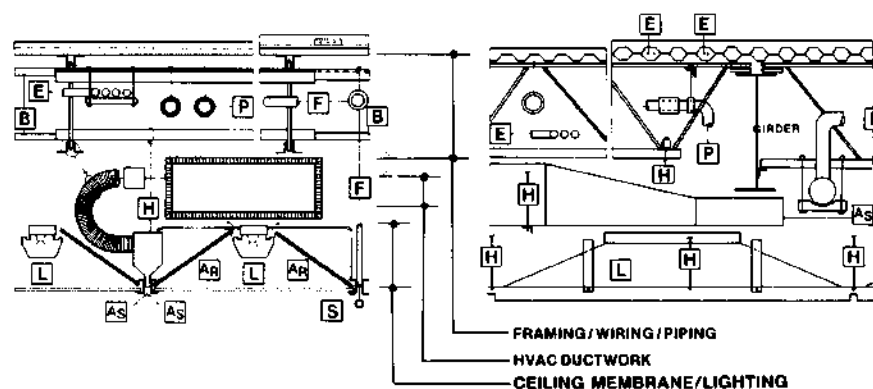 E E
E P F B
B E P GIRDER
H F H H
As
L AR L AR H L H H
As As S
FRAMING/WIRING/PIPING
HVAC DUCTWORK
CEILING MEMBRANE/LIGHTING